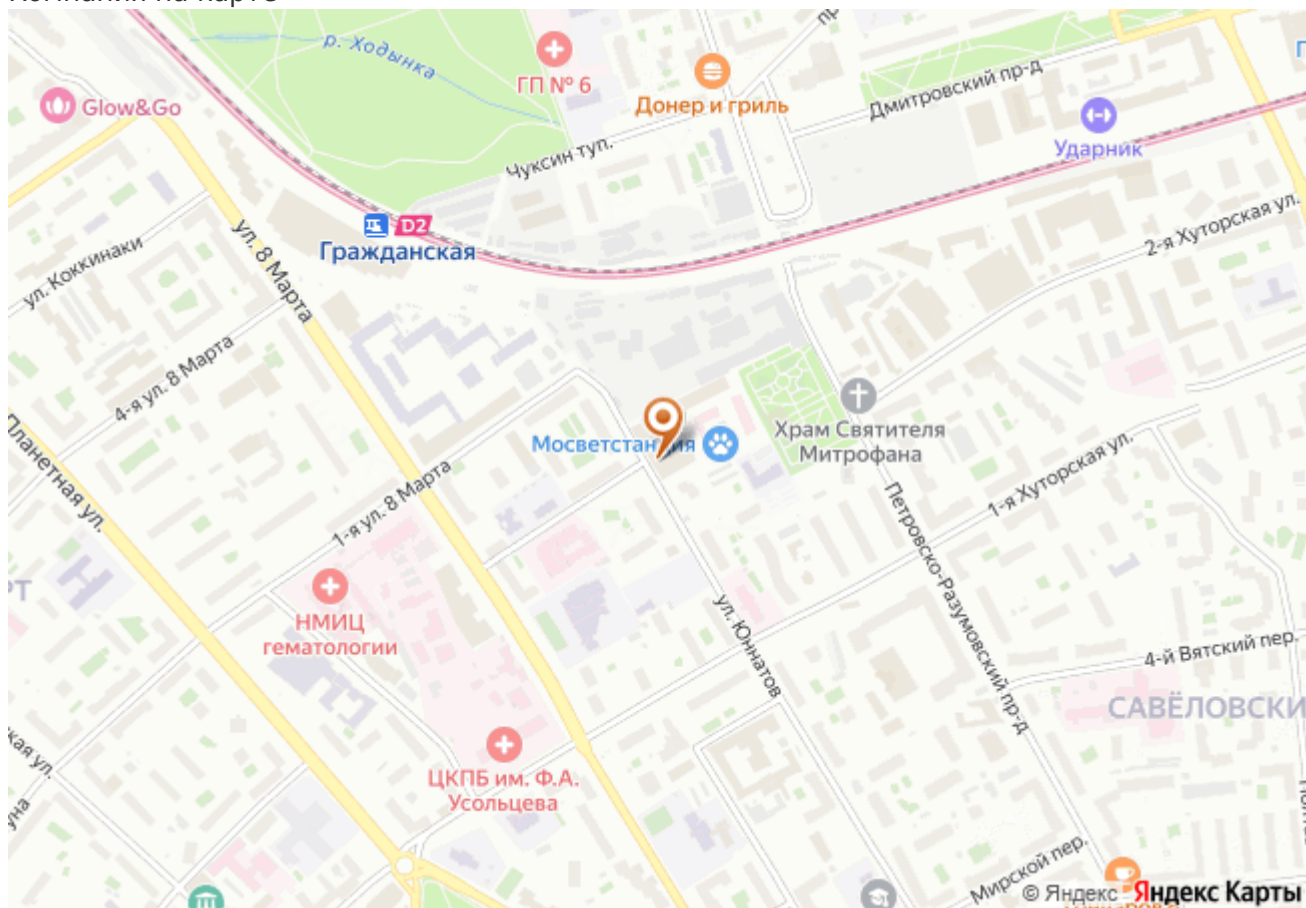 р. Ходынка
ГП № 6
Glow&Go
Донер и гриль
Дмитровский пр-д
Ударник
Чуксин туп.
D2
Гражданская
ул. Коккинаки
ул. 8 Марта
2-я Хуторская ул.
4-я ул. 8 Марта
Планетная ул.
Мосветстанция
Храм Святителя
Митрофана
1-я ул. 8 Марта
1-я Хуторская ул.
Петровско-Разумовский пр-д
НМИЦ
гематологии
ул. Юннатов
4-й Вятский пер.
САВЁЛОВСКИ
ЦКПБ им. Ф.А.
Усольцева
Мирской пер.
© Яндекс Яндекс Карты